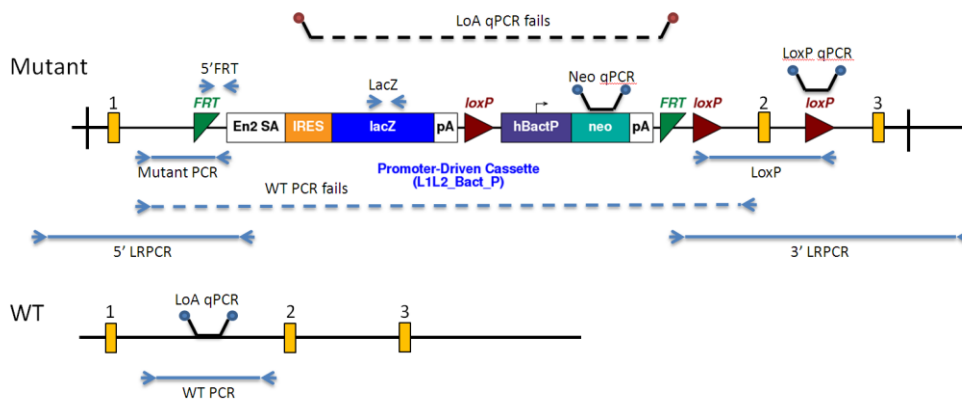 LoA qPCR fails
Mutant
5'FRT
LacZ
Neo qPCR
LoxP qPCR
1
FRT
loxP
FRT
loxP
2
loxP
3
En2 SA
IRES
lacZ
pA
hBactP
neo
pA
Mutant PCR
Promoter-Driven Cassette
(L1L2_Bact_P)
LoxP
WT PCR fails
5' LRPCR
3' LRPCR
WT
1
LoA qPCR
2
3
WT PCR